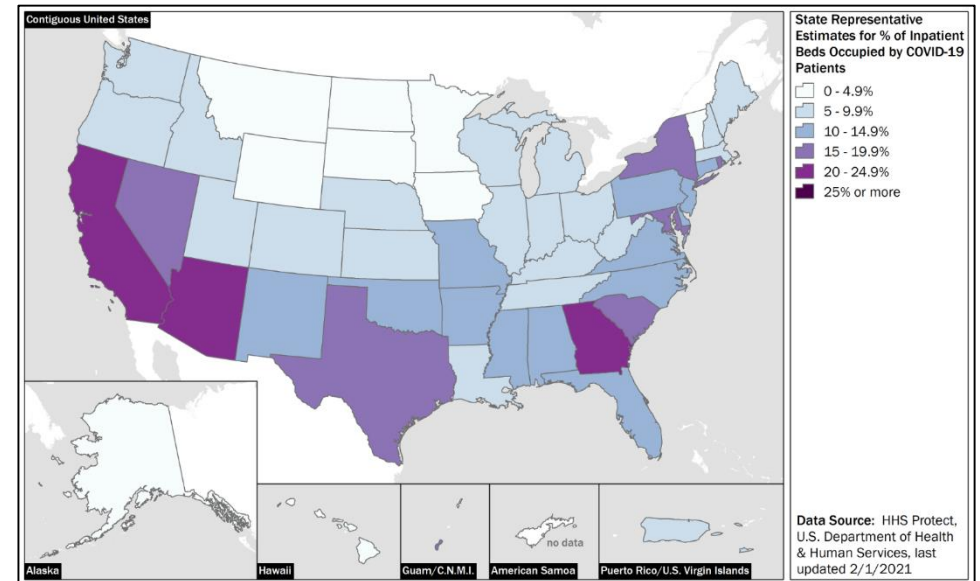 Contiguous United States
State Representative
Estimates for % of Inpatient
Beds Occupied by COVID-19
Patients
0 - 4.9%
5 - 9.9%
10 - 14.9%
15 - 19.9%
20 - 24.9%
25% or more
no data
Alaska
Hawaii
Guam/C.N.M.I.
American Samoa
Puerto Rico/U.S. Virgin Islands
Data Source: HHS Protect,
U.S. Department of Health
& Human Services, last
updated 2/1/2021